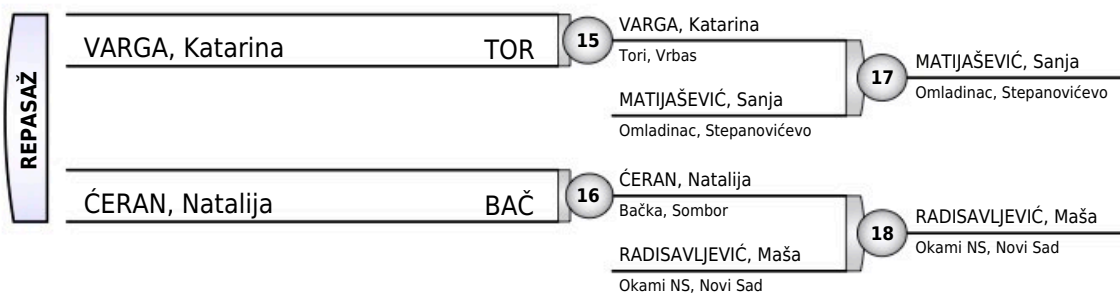 REPASAŽ
VARGA, Katarina TOR
15
VARGA, Katarina
Tori, Vrbas
MATIJAŠEVIĆ, Sanja
Omladinac, Stepanovićevo
17
MATIJAŠEVIĆ, Sanja
Omladinac, Stepanovićevo
ĆERAN, Natalija BAČ
16
ĆERAN, Natalija
Bačka, Sombor
RADISAVLJEVIĆ, Maša
Okami NS, Novi Sad
18
RADISAVLJEVIĆ, Maša
Okami NS, Novi Sad